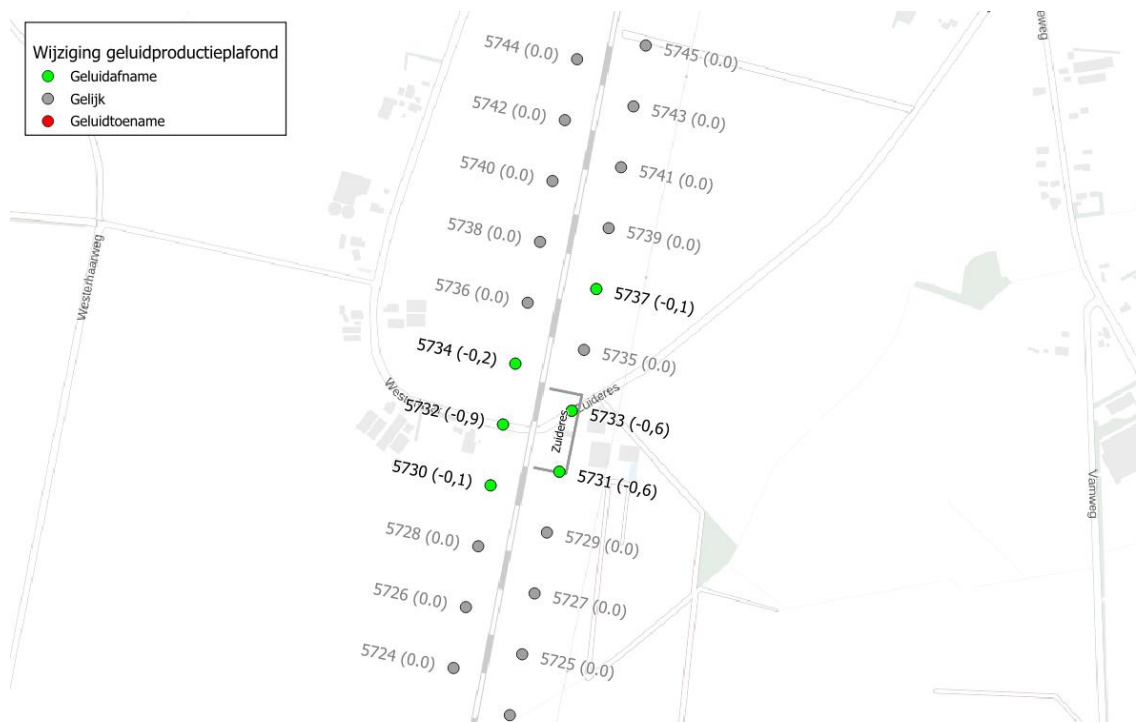 Wijziging geluidproductieplafond
Geluidafname
Gelijk
Geluidtoename
5744 (0.0)
5745 (0.0)
5742 (0.0)
5743 (0.0)
5740 (0.0)
5741 (0.0)
5738 (0.0)
5739 (0.0)
5736 (0.0)
5737 (-0,1)
5734 (-0,2)
5735 (0.0)
5732 (-0,9)
5733 (-0,6)
5730 (-0,1)
5731 (-0,6)
5728 (0.0)
5729 (0.0)
5726 (0.0)
5727 (0.0)
5724 (0.0)
5725 (0.0)
Westerhaarweg
Zuideres
Zuideres
Vamweg
aweg